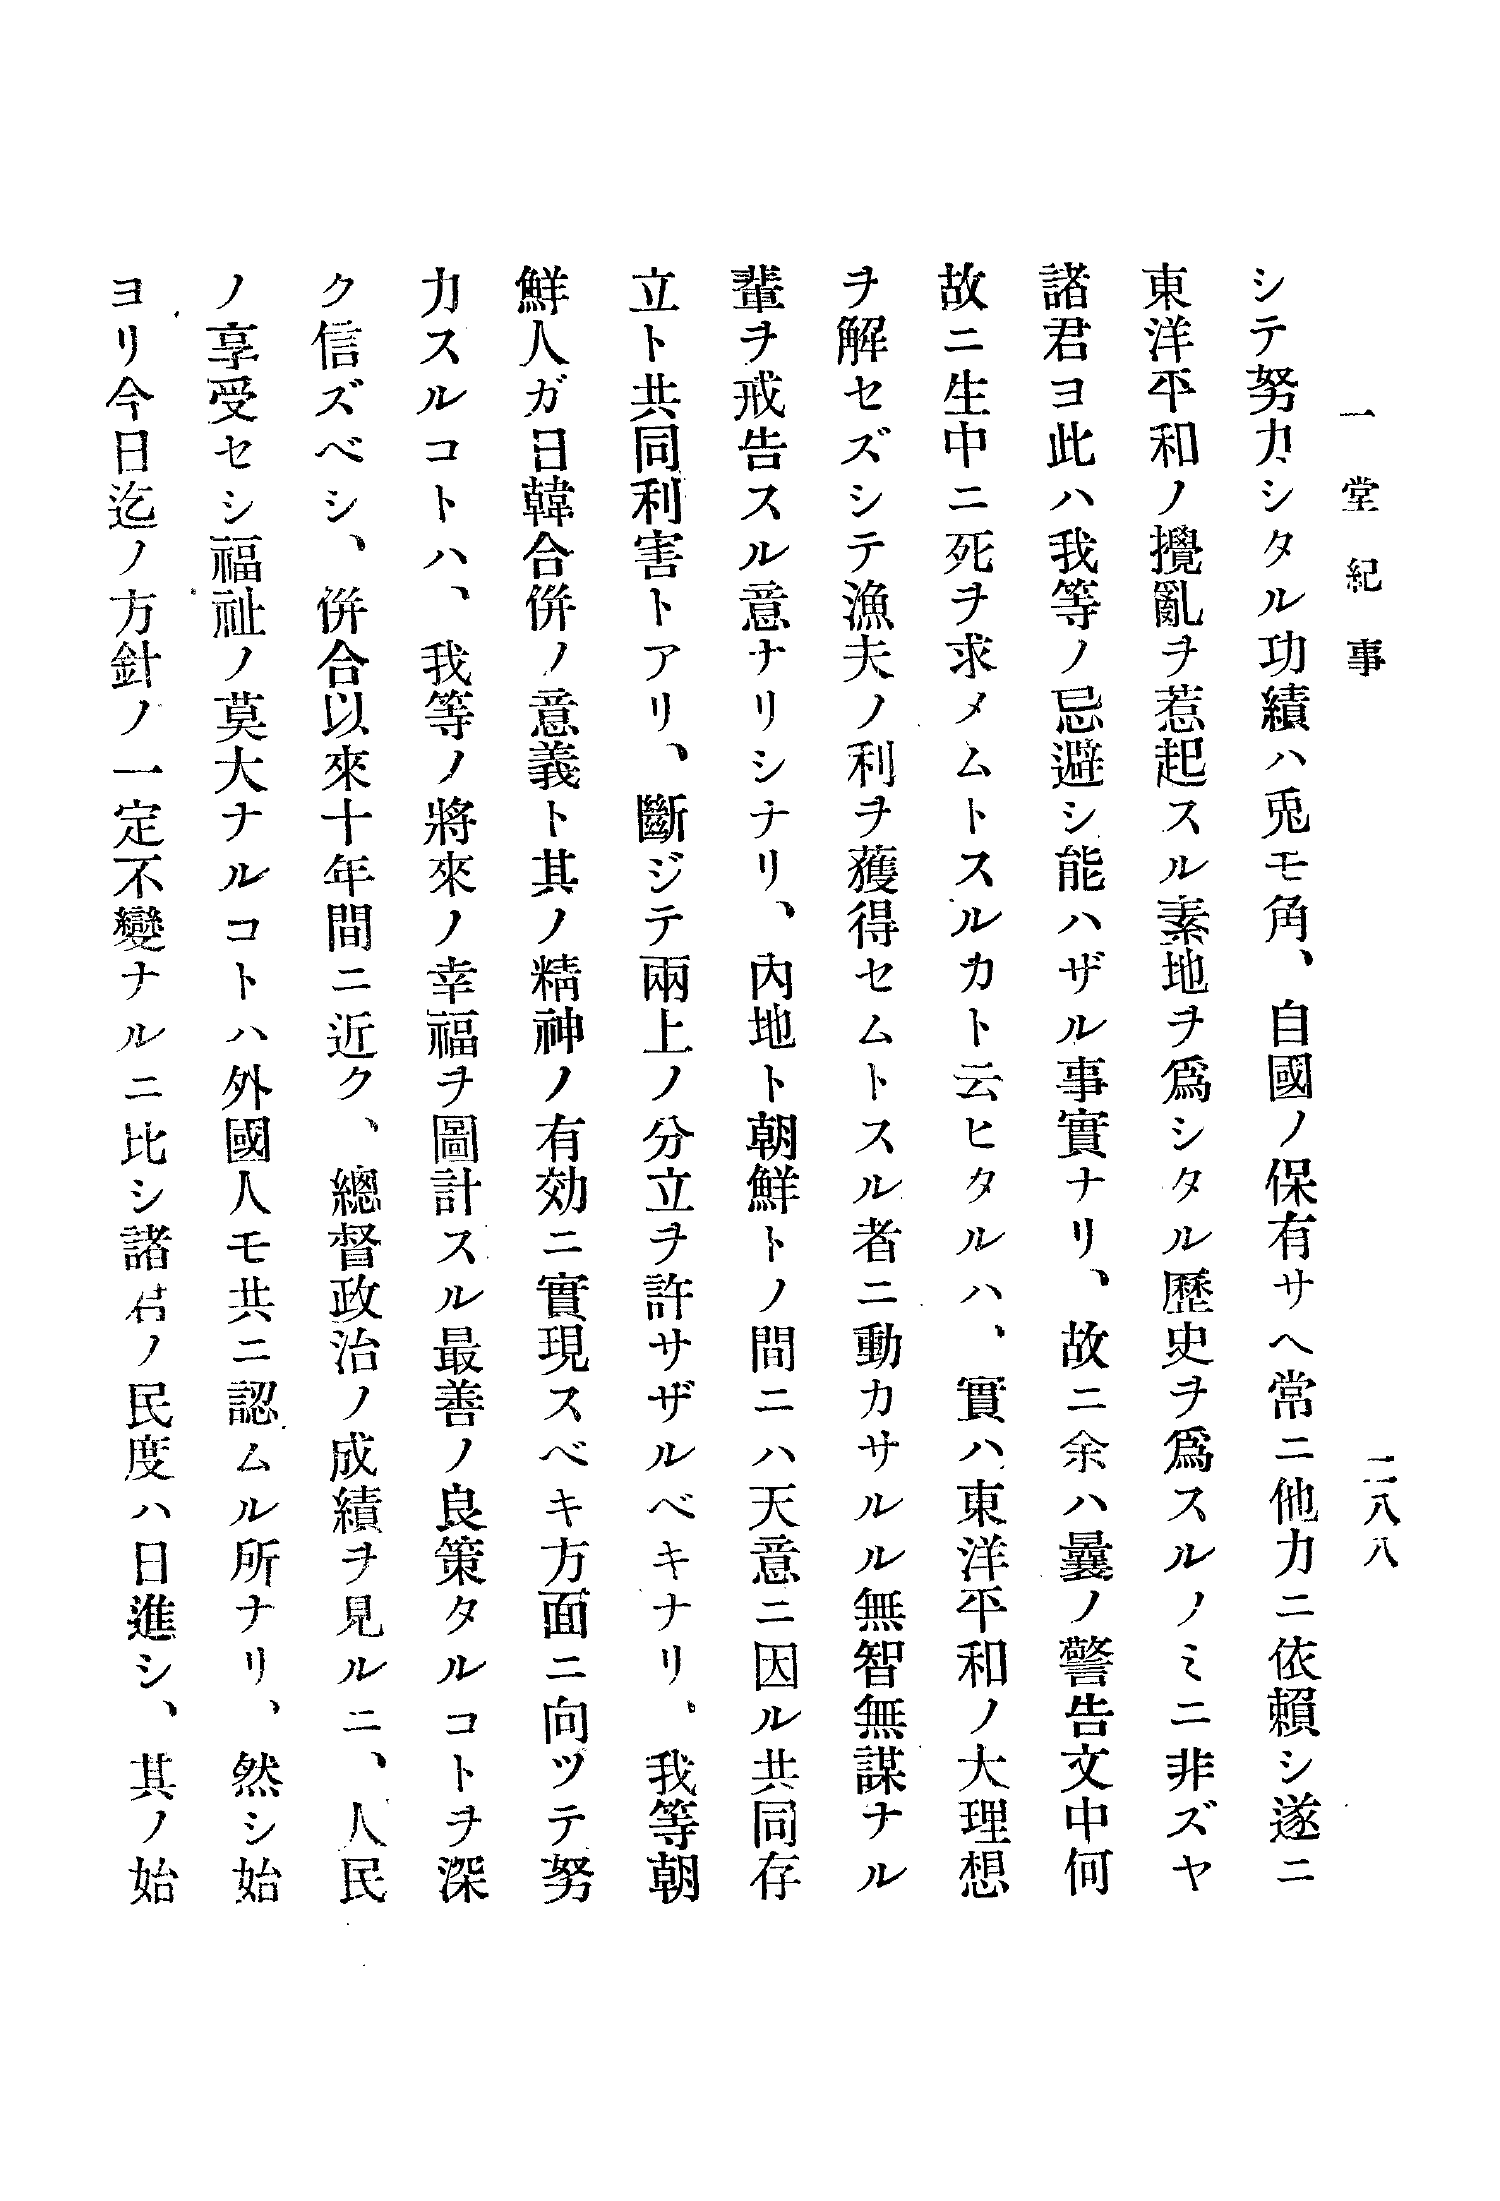 一堂紀事
二八八
シテ努力シタル功績ハ兎モ角、自國ノ保有サヘ常ニ他力ニ依賴シ遂ニ
東洋平和ノ攪亂ヲ惹起スル素地ヲ爲シタル歷史ヲ爲スルノミニ非ズヤ
諸君ヨ此ハ我等ノ忌避シ能ハザル事實ナリ、故ニ余ハ曩ノ警告文中何
故ニ生中ニ死ヲ求メムトスルカト云ヒタルハ、實ハ東洋平和ノ大理想
ヲ解セズシテ漁夫ノ利ヲ獲得セムトスル者ニ動カサルル無智無謀ナル
輩ヲ戒告スル意ナリシナリ、內地ト朝鮮トノ間ニハ天意ニ因ル共同存
立ト共同利害トアリ、斷ジテ兩上ノ分立ヲ許サザルベキナリ、我等朝
鮮人ガ日韓合併ノ意義ト其ノ精神ノ有効ニ實現スベキ方面ニ向ツテ努
力スルコトハ、我等ノ將來ノ幸福ヲ圖計スル最善ノ良策タルコトヲ深
ク信ズベシ、併合以來十年間ニ近ク、總督政治ノ成績ヲ見ルニ、人民
ノ享受セシ福祉ノ莫大ナルコトハ外國人モ共ニ認ムル所ナリ、然シ始
ヨリ今日迄ノ方針ノ一定不變ナルニ比シ諸君ノ民度ハ日進シ、其ノ始